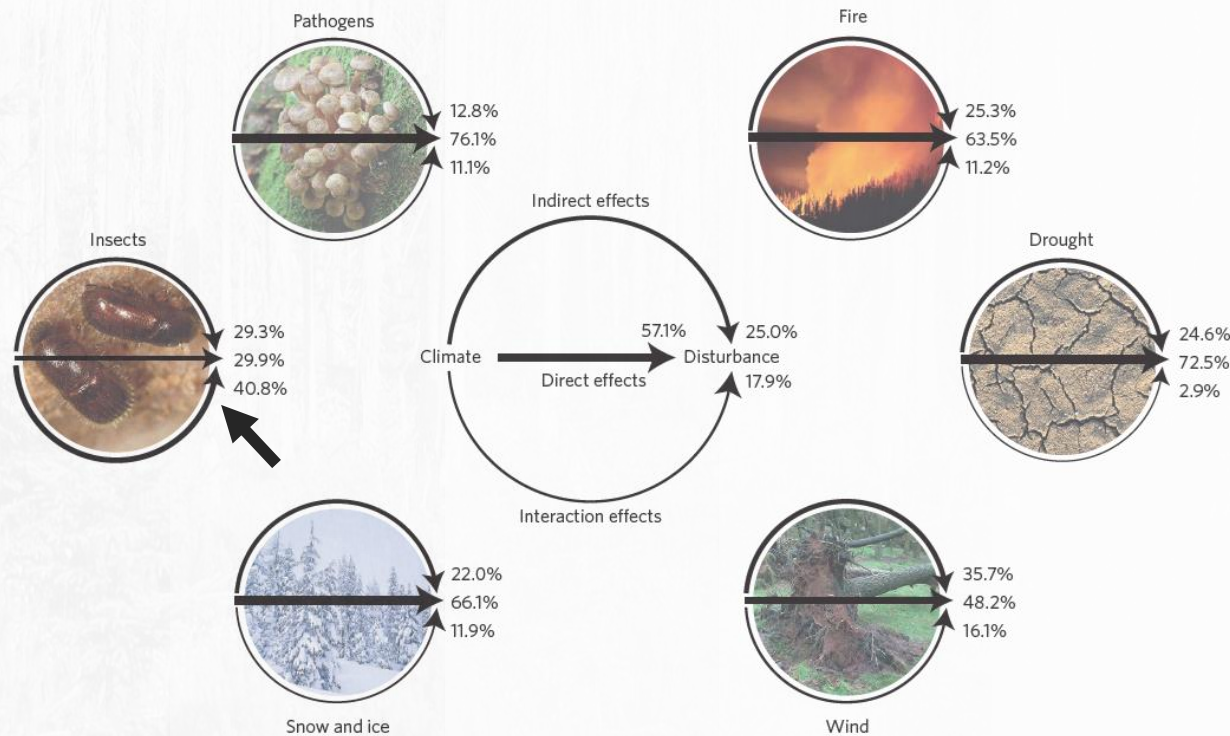 Pathogens
12.8%
76.1%
11.1%
Fire
25.3%
63.5%
11.2%
Insects
29.3%
29.9%
40.8%
Indirect effects
Climate
57.1%
Direct effects
Disturbance
25.0%
17.9%
Interaction effects
Drought
24.6%
72.5%
2.9%
22.0%
66.1%
11.9%
Snow and ice
35.7%
48.2%
16.1%
Wind